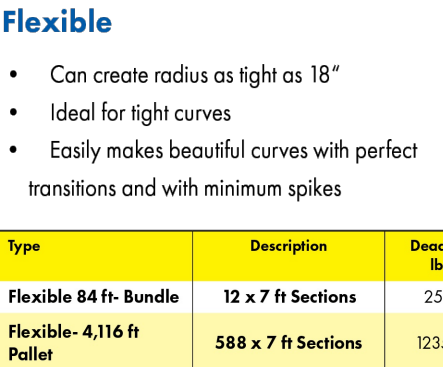 Flexible
• Can create radius as tight as 18“
• Ideal for tight curves
• Easily makes beautiful curves with perfect
transitions and with minimum spikes
Type Description
Flexible 84 ft- Bundle 12 x 7 ft Sections
Flexible- 4,116 ft
Pallet 588 x 7 ft Sections